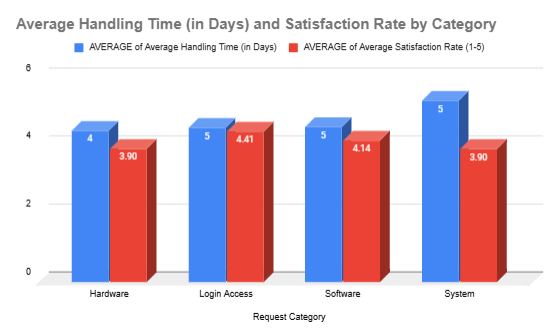 Average Handling Time (in Days) and Satisfaction Rate by Category
AVERAGE of Average Handling Time (in Days) AVERAGE of Average Satisfaction Rate (1-5)
6
4
2
0
4 3.90 5 4.41 5 4.14 5 3.90
Hardware Login Access Software System
Request Category